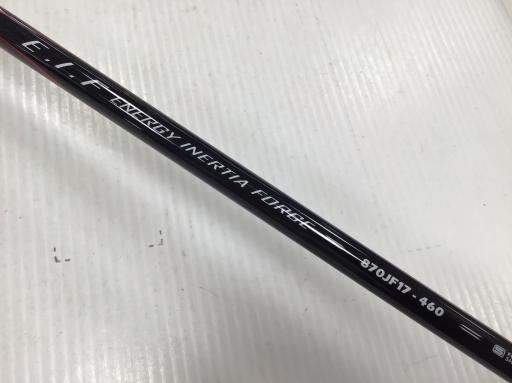 E.I.F ENERGY INERTIA FORCE
870JF17-460
S